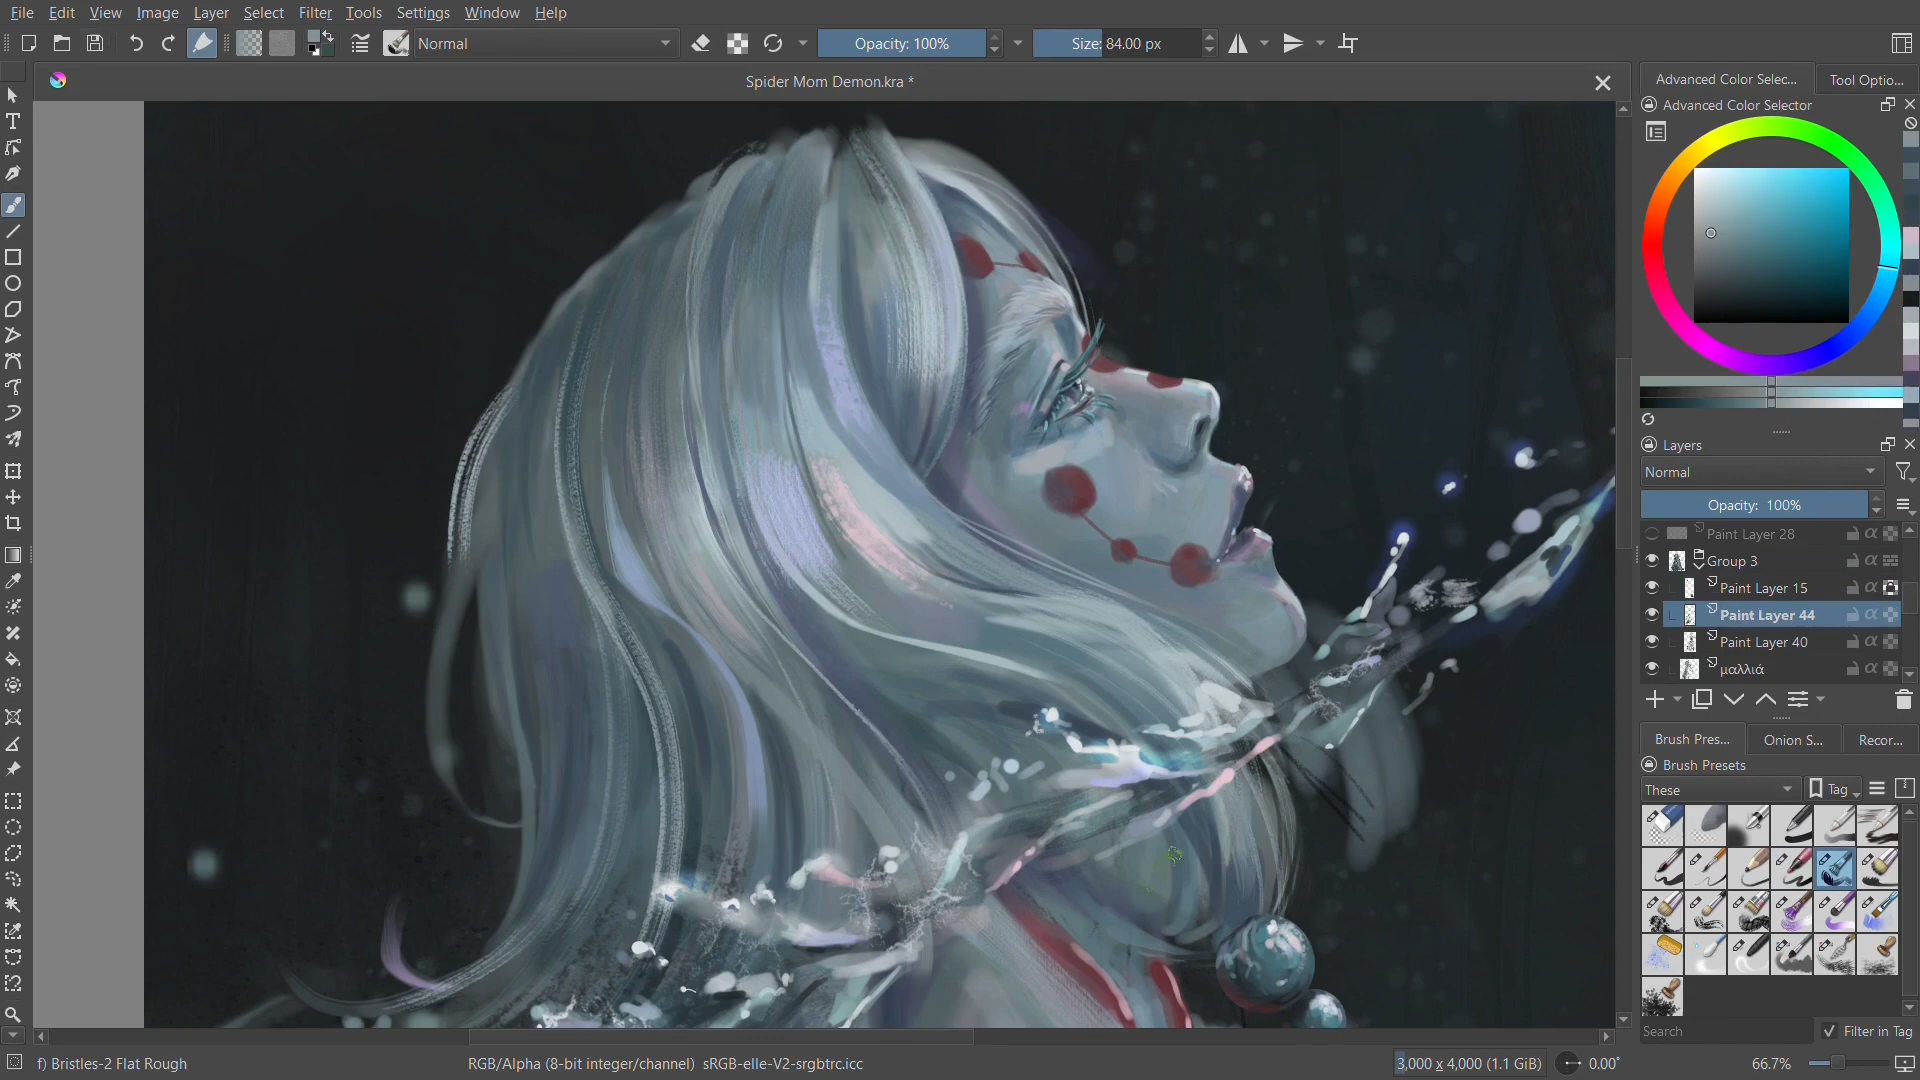 File Edit View Image Layer Select Filter Tools Settings Window Help
Normal
Opacity: 100%
Size: 84.00 px
Spider Mom Demon.kra *
Advanced Color Selec...
Tool Optio...
Advanced Color Selector
Layers
Normal
Opacity: 100%
Paint Layer 28
Group 3
Paint Layer 15
Paint Layer 44
Paint Layer 40
μαλλιά
Brush Pres...
Onion S...
Recor...
Brush Presets
These
Tag
Search
Filter in Tag
f) Bristles-2 Flat Rough
RGB/Alpha (8-bit integer/channel) sRGB-elle-V2-srgbtrc.icc
3,000 x 4,000 (1.1 GiB)
0.00°
66.7%